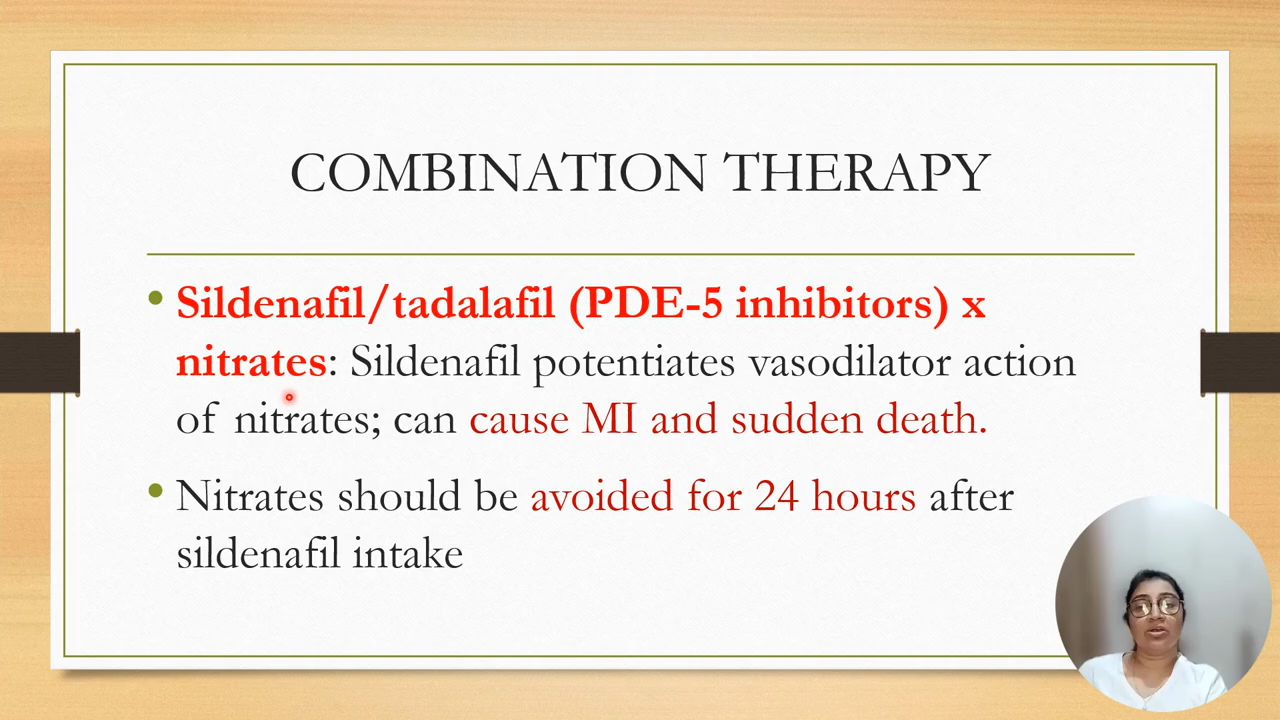 COMBINATION THERAPY
• Sildenafil/tadalafil (PDE-5 inhibitors) x
nitrates: Sildenafil potentiates vasodilator action
of nitrates; can cause MI and sudden death.
• Nitrates should be avoided for 24 hours after
sildenafil intake